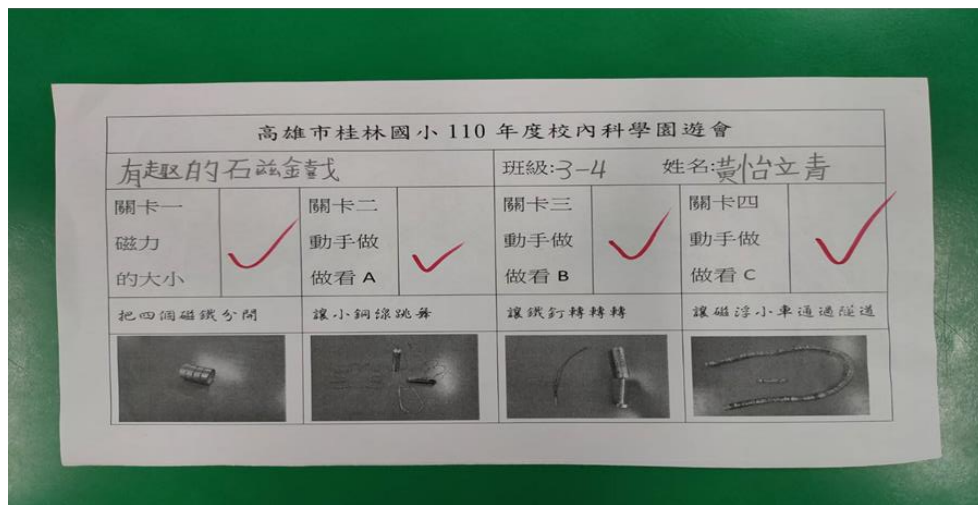 高雄市桂林國小 110 年度校內科學園遊會
有趣的石磁鐵戲
班級:3-4 姓名:黃怡文青
關卡一
磁力
的大小
關卡二
動手做
做看 A
關卡三
動手做
做看 B
關卡四
動手做
做看 C
把四個磁鐵分開
讓小銅線跳舞
讓鐵釘轉轉轉
讓磁浮小車通過隧道